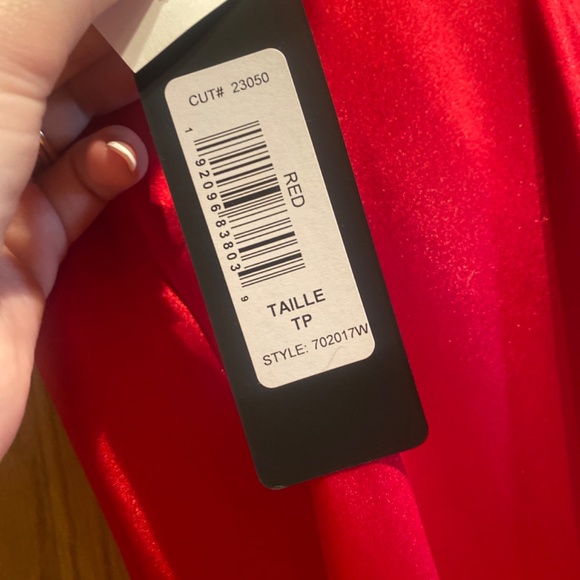 CUT# 23050
1 92096 83803 9
RED
TAILLE
TP
STYLE: 702017W